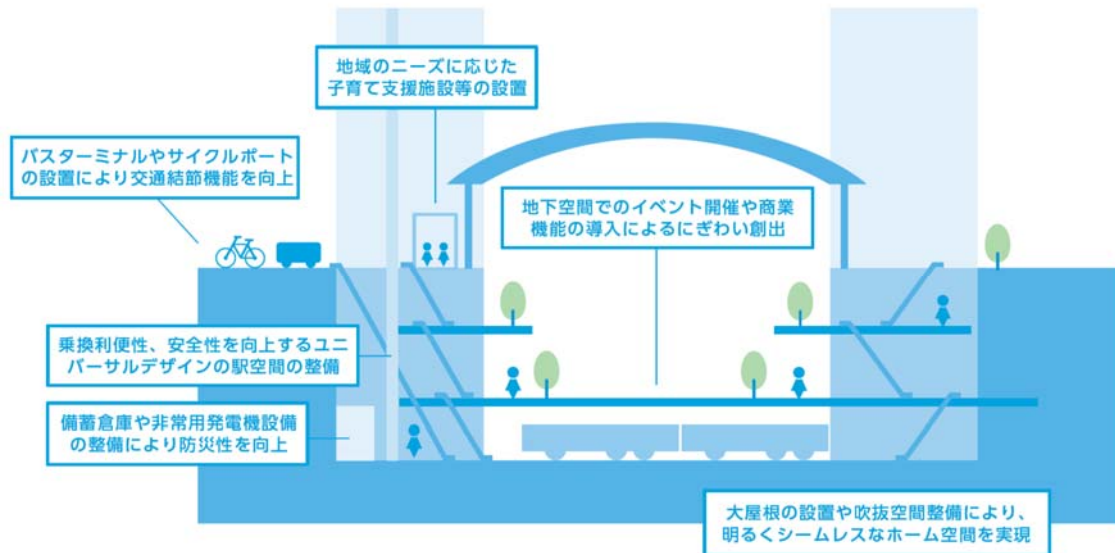 地域のニーズに応じた
子育て支援施設等の設置
バスターミナルやサイクルポート
の設置により交通結節機能を向上
地下空間でのイベント開催や商業
機能の導入によるにぎわい創出
乗換利便性、安全性を向上するユニ
バーサルデザインの駅空間の整備
備蓄倉庫や非常用発電機設備
の整備により防災性を向上
大屋根の設置や吹抜空間整備により、
明るくシームレスなホーム空間を実現